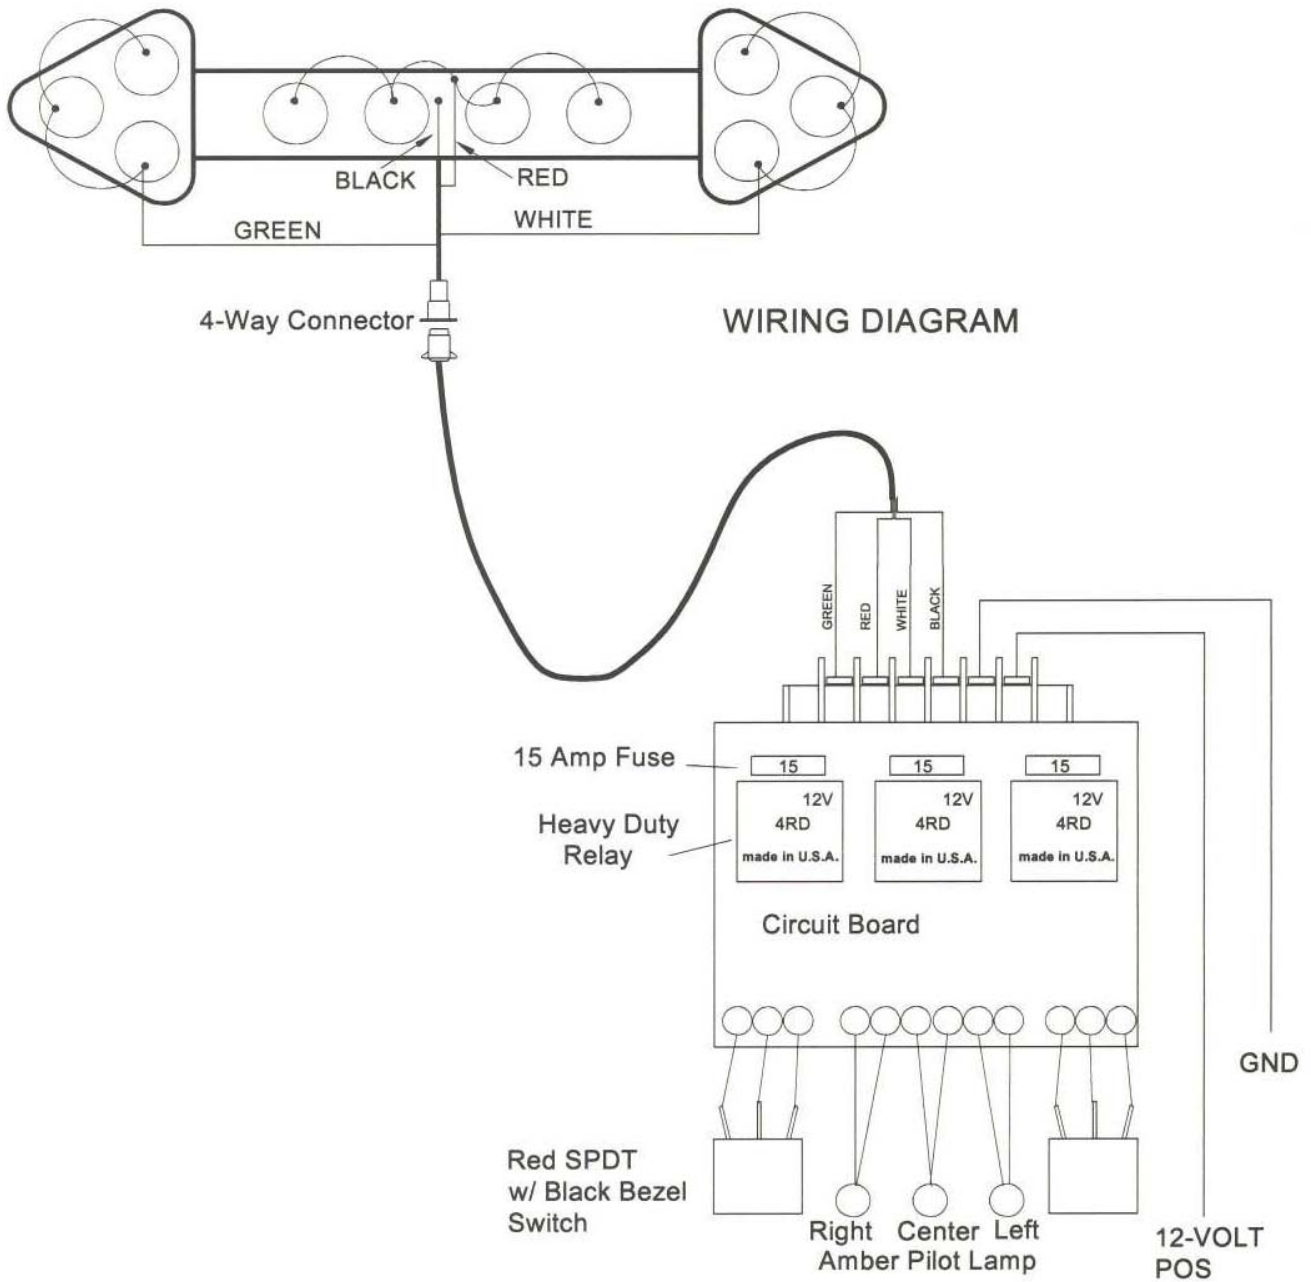 BLACK
RED
GREEN
WHITE
4-Way Connector
WIRING DIAGRAM
GREEN
RED
WHITE
BLACK
15 Amp Fuse
15
15
15
Heavy Duty
Relay
12V
4RD
made in U.S.A.
12V
4RD
made in U.S.A.
12V
4RD
made in U.S.A.
Circuit Board
GND
Red SPDT
w/ Black Bezel
Switch
Right Center Left
Amber Pilot Lamp
12-VOLT
POS